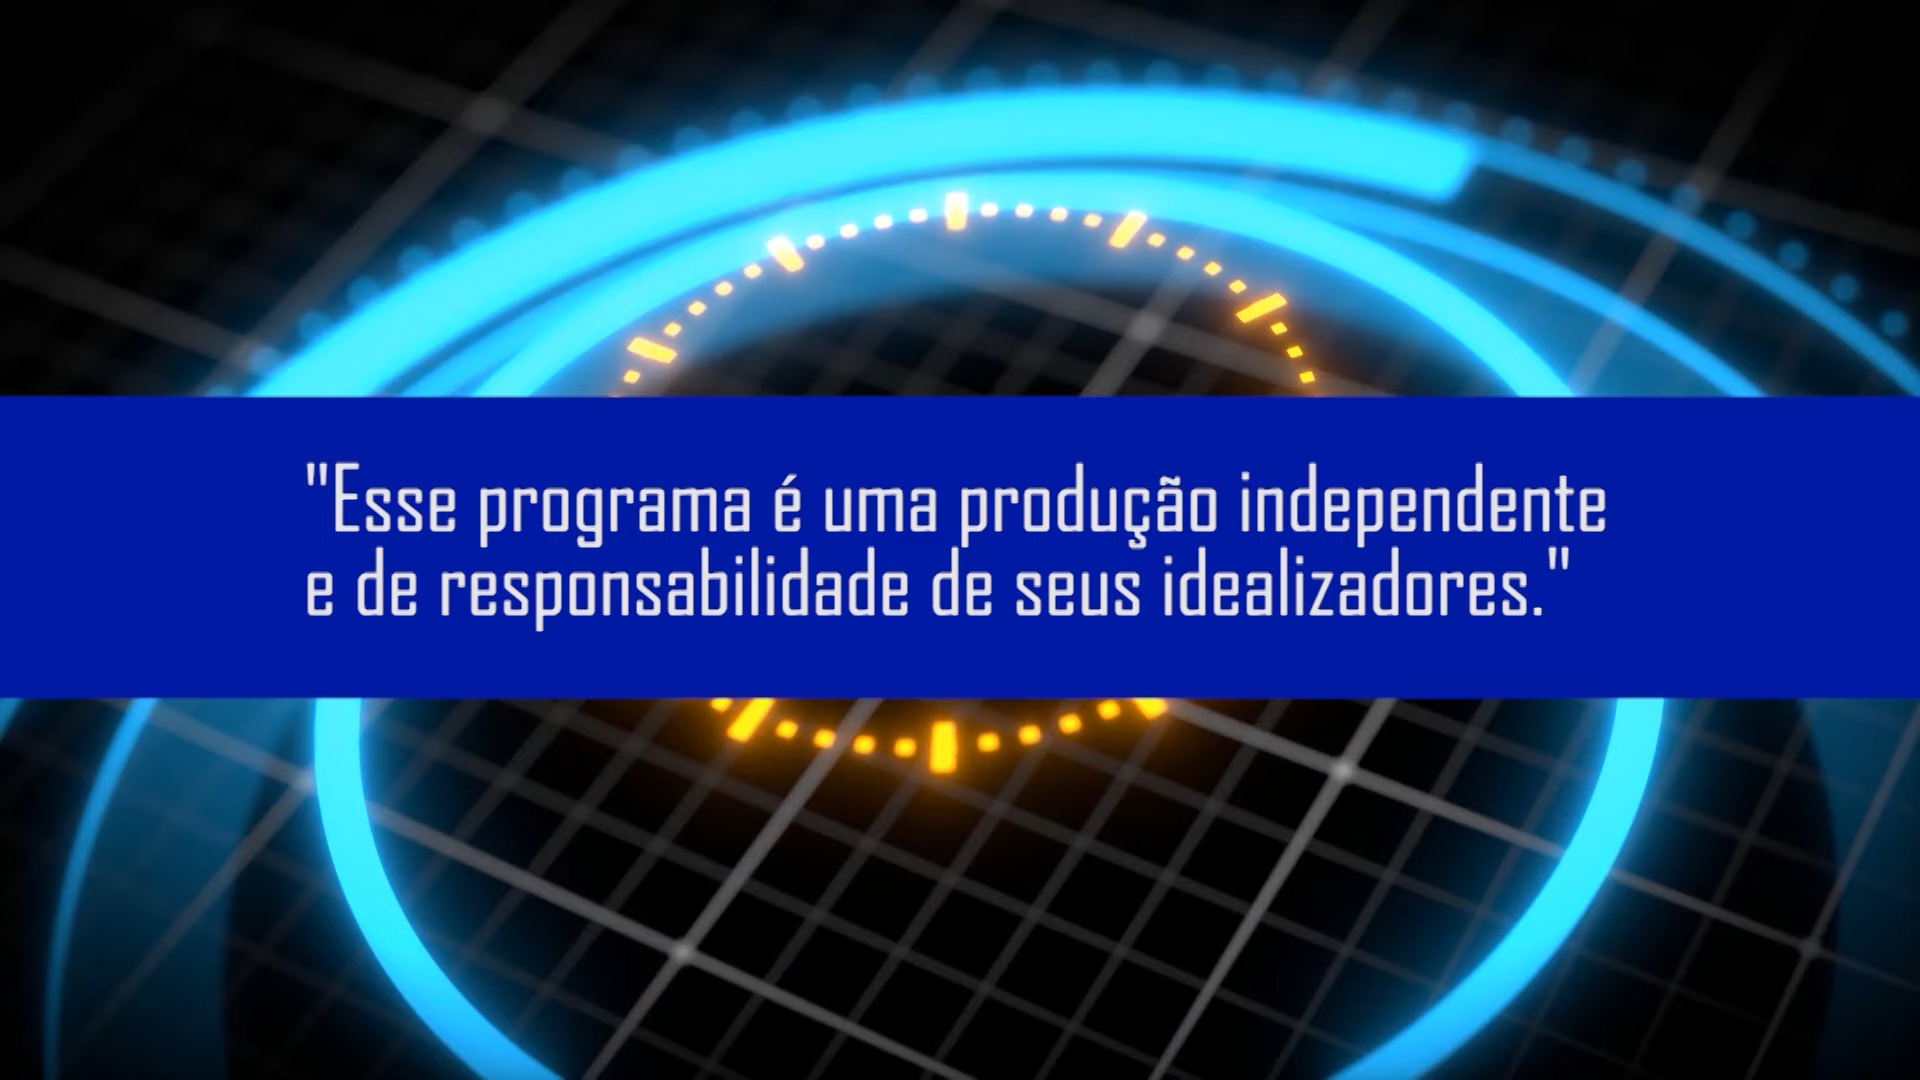 "Esse programa é uma produção independente
e de responsabilidade de seus idealizadores."